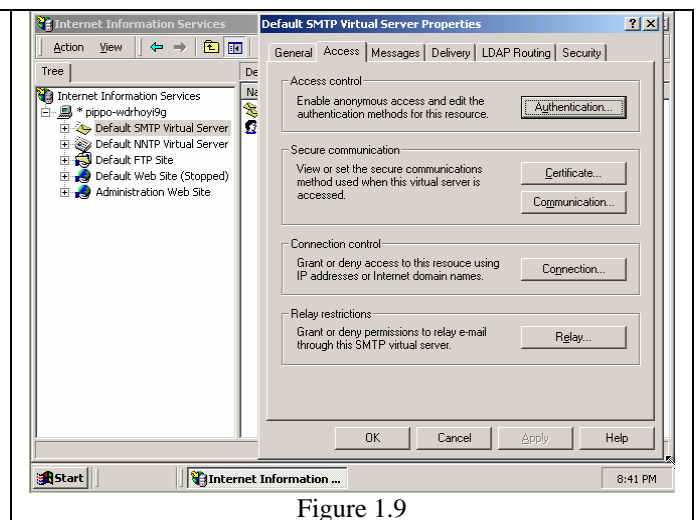 Internet Information Services
Action View
Tree
De
Na
Internet Information Services
* pippo-wdrhoyi9g
Default SMTP Virtual Server
Default NNTP Virtual Server
Default FTP Site
Default Web Site (Stopped)
Administration Web Site
Default SMTP Virtual Server Properties
General Access Messages Delivery LDAP Routing Security
Access control
Enable anonymous access and edit the
authentication methods for this resource.
Authentication...
Secure communication
View or set the secure communications
method used when this virtual server is
accessed.
Certificate...
Communication...
Connection control
Grant or deny access to this resouce using
IP addresses or Internet domain names.
Connection...
Relay restrictions
Grant or deny permissions to relay e-mail
through this SMTP virtual server.
Relay...
OK Cancel Apply Help
Start
Internet Information ...
8:41 PM
Figure 1.9